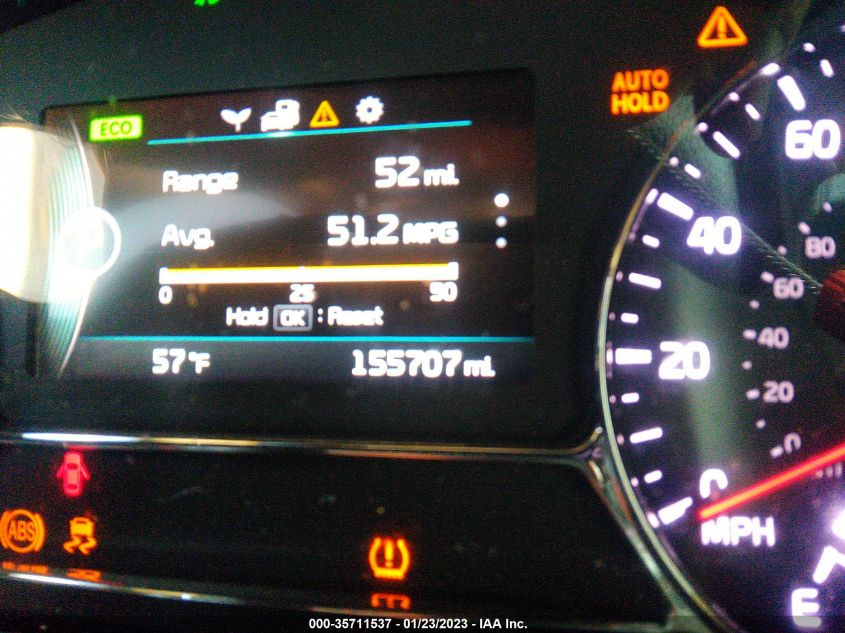 AUTO
HOLD
ECO
Range 52 mi.
Avg. 51.2 MPG
0 25 50
Hold OK : Reset
57°F 155707 mi.
60
40
20
0
MPH
80
60
40
20
0
ABS
E
000-35711537 - 01/23/2023 - IAA Inc.